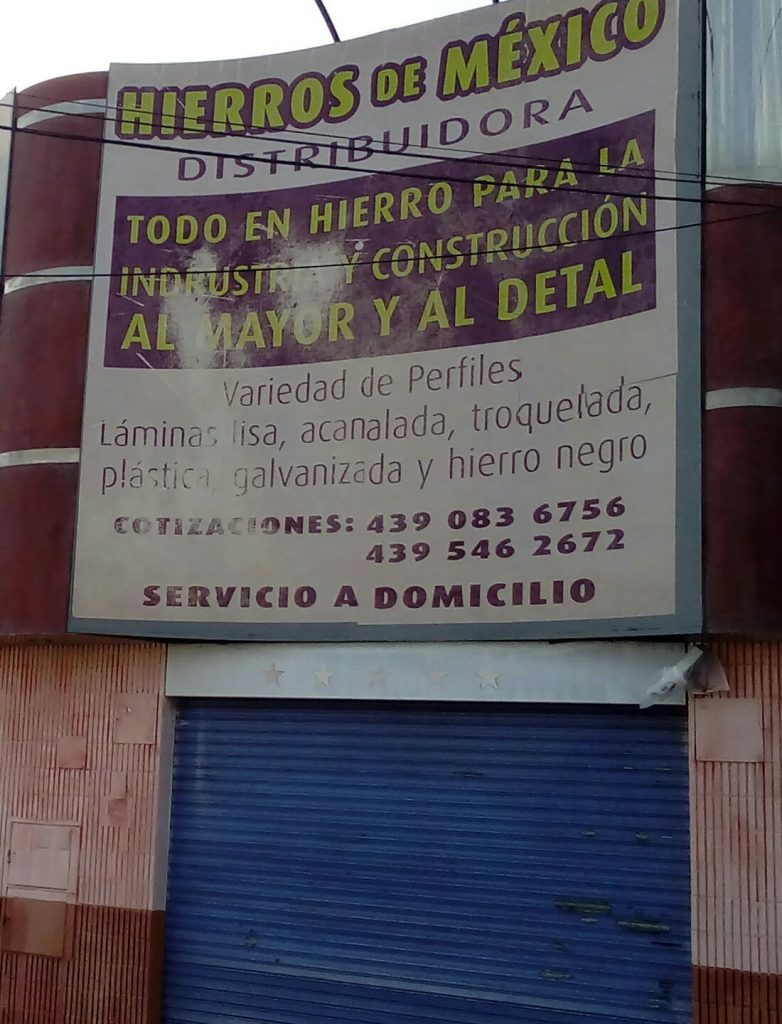 HIERROS DE MÉXICO
DISTRIBUIDORA
TODO EN HIERRO PARA LA
INDRUSTRIA Y CONSTRUCCIÓN
AL MAYOR Y AL DETAL
Variedad de Perfiles
Láminas lisa, acanalada, troquelada,
plástica, galvanizada y hierro negro
COTIZACIONES: 439 083 6756
439 546 2672
SERVICIO A DOMICILIO